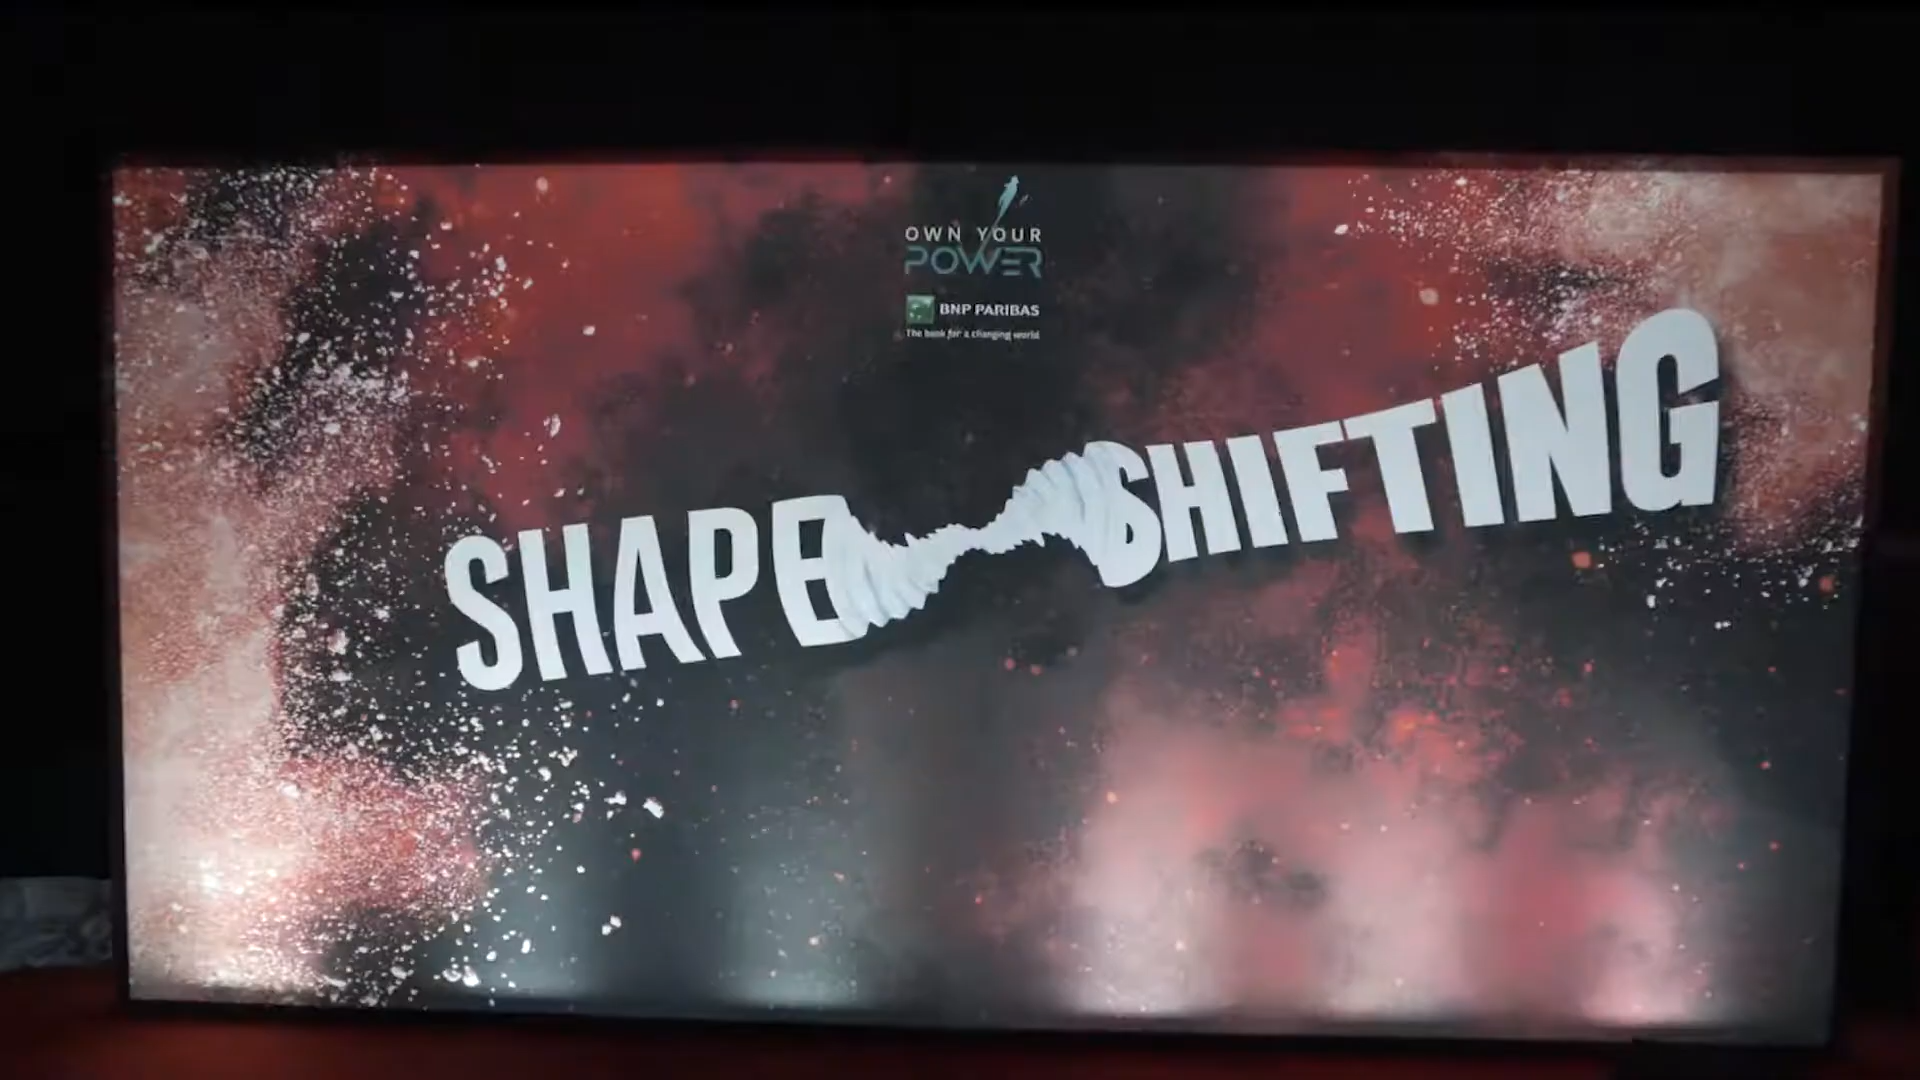 OWN YOUR
POWER
BNP PARIBAS
The bank for a changing world
SHAPE SHIFTING